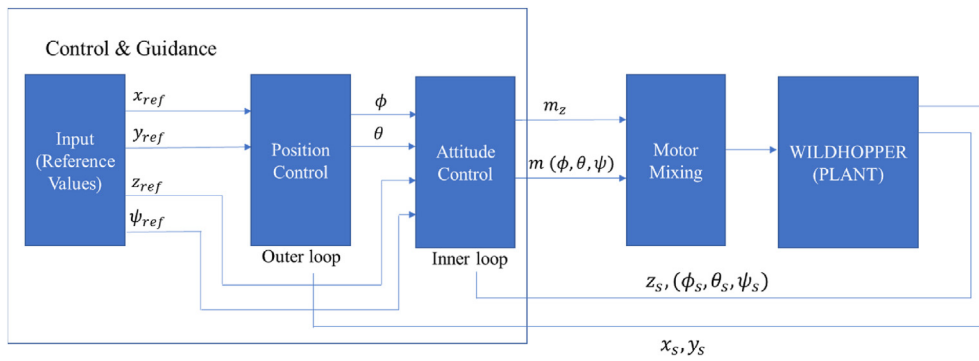 Control & Guidance
Input
(Reference
Values)
x_ref
y_ref
z_ref
ψ_ref
Position
Control
Outer loop
ϕ
θ
Attitude
Control
Inner loop
m_z
m (ϕ, θ, ψ)
Motor
Mixing
WILDHOPPER
(PLANT)
z_s, (ϕ_s, θ_s, ψ_s)
x_s, y_s